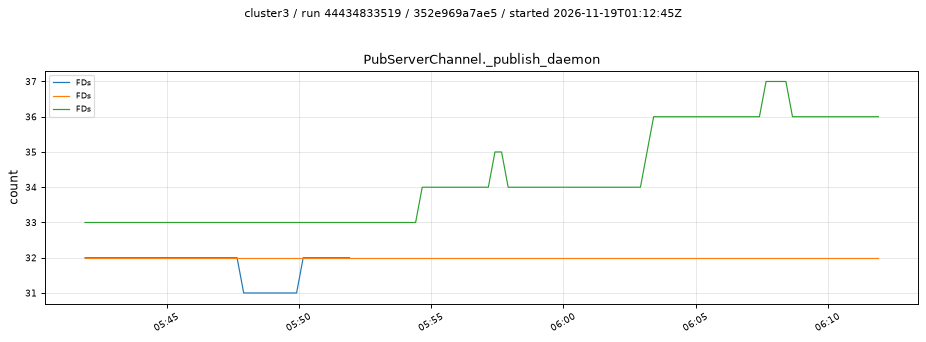 cluster3 / run 44434833519 / 352e969a7ae5 / started 2026-11-19T01:12:45Z
PubServerChannel._publish_daemon
count
37
36
35
34
33
32
31
FDs
FDs
FDs
05:45
05:50
05:55
06:00
06:05
06:10